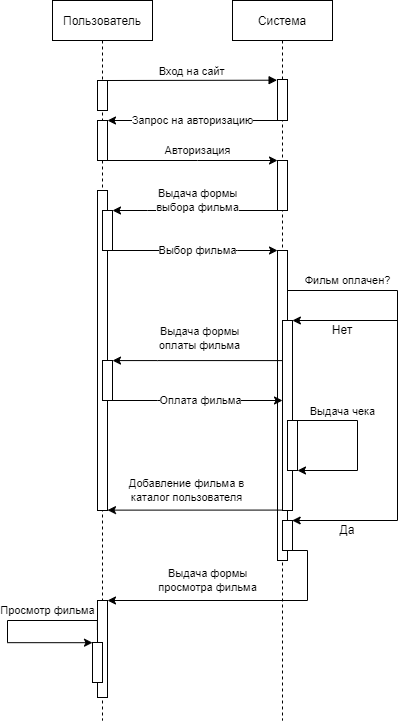 Пользователь
Система
Вход на сайт
Запрос на авторизацию
Авторизация
Выдача формы
выбора фильма
Выбор фильма
Фильм оплачен?
Нет
Выдача формы
оплаты фильма
Оплата фильма
Выдача чека
Добавление фильма в
каталог пользователя
Да
Выдача формы
просмотра фильма
Просмотр фильма